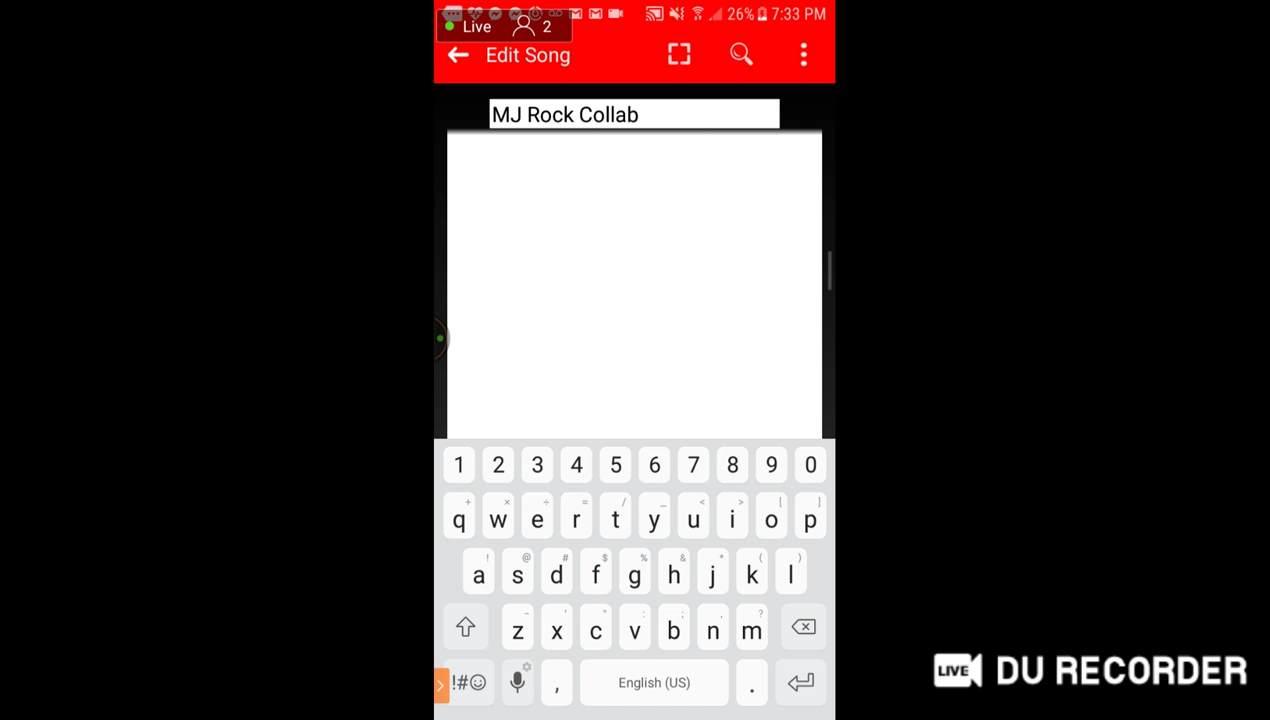 Live 2 26% 7:33 PM
Edit Song
MJ Rock Collab
1 2 3 4 5 6 7 8 9 0
+ × ÷ = / _ < > [ ]
q w e r t y u i o p
! @ # $ % & * ( )
a s d f g h j k l
- ' " : ; , ?
z x c v b n m
!#☺ , English (US) .
LIVE DU RECORDER